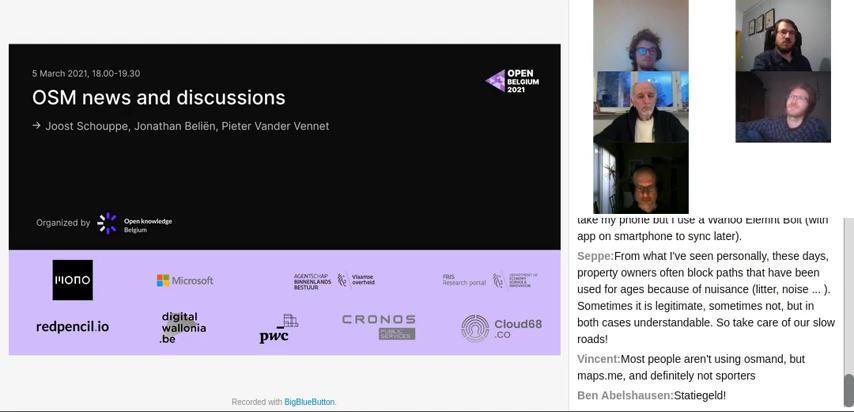 5 March 2021, 18.00-19.30
OPEN
BELGIUM
2021
OSM news and discussions
→ Joost Schouppe, Jonathan Beliën, Pieter Vander Vennet
Organized by
Open knowledge
Belgium
MONO
Microsoft
AGENTSCHAP
BINNENLANDS
BESTUUR
Vlaamse
overheid
FRIS
Research portal
DEPARTMENT OF
ECONOMY
SCIENCE &
INNOVATION
redpencil.io
digital
wallonia
.be
pwc
CRONOS
PUBLIC
SERVICES
Cloud68
.CO
Recorded with BigBlueButton.
take my phone but I use a Wahoo Elemnt Bolt (with
app on smartphone to sync later).
Seppe:From what I've seen personally, these days,
property owners often block paths that have been
used for ages because of nuisance (litter, noise ... ).
Sometimes it is legitimate, sometimes not, but in
both cases understandable. So take care of our slow
roads!
Vincent:Most people aren't using osmand, but
maps.me, and definitely not sporters
Ben Abelshausen:Statiegeld!